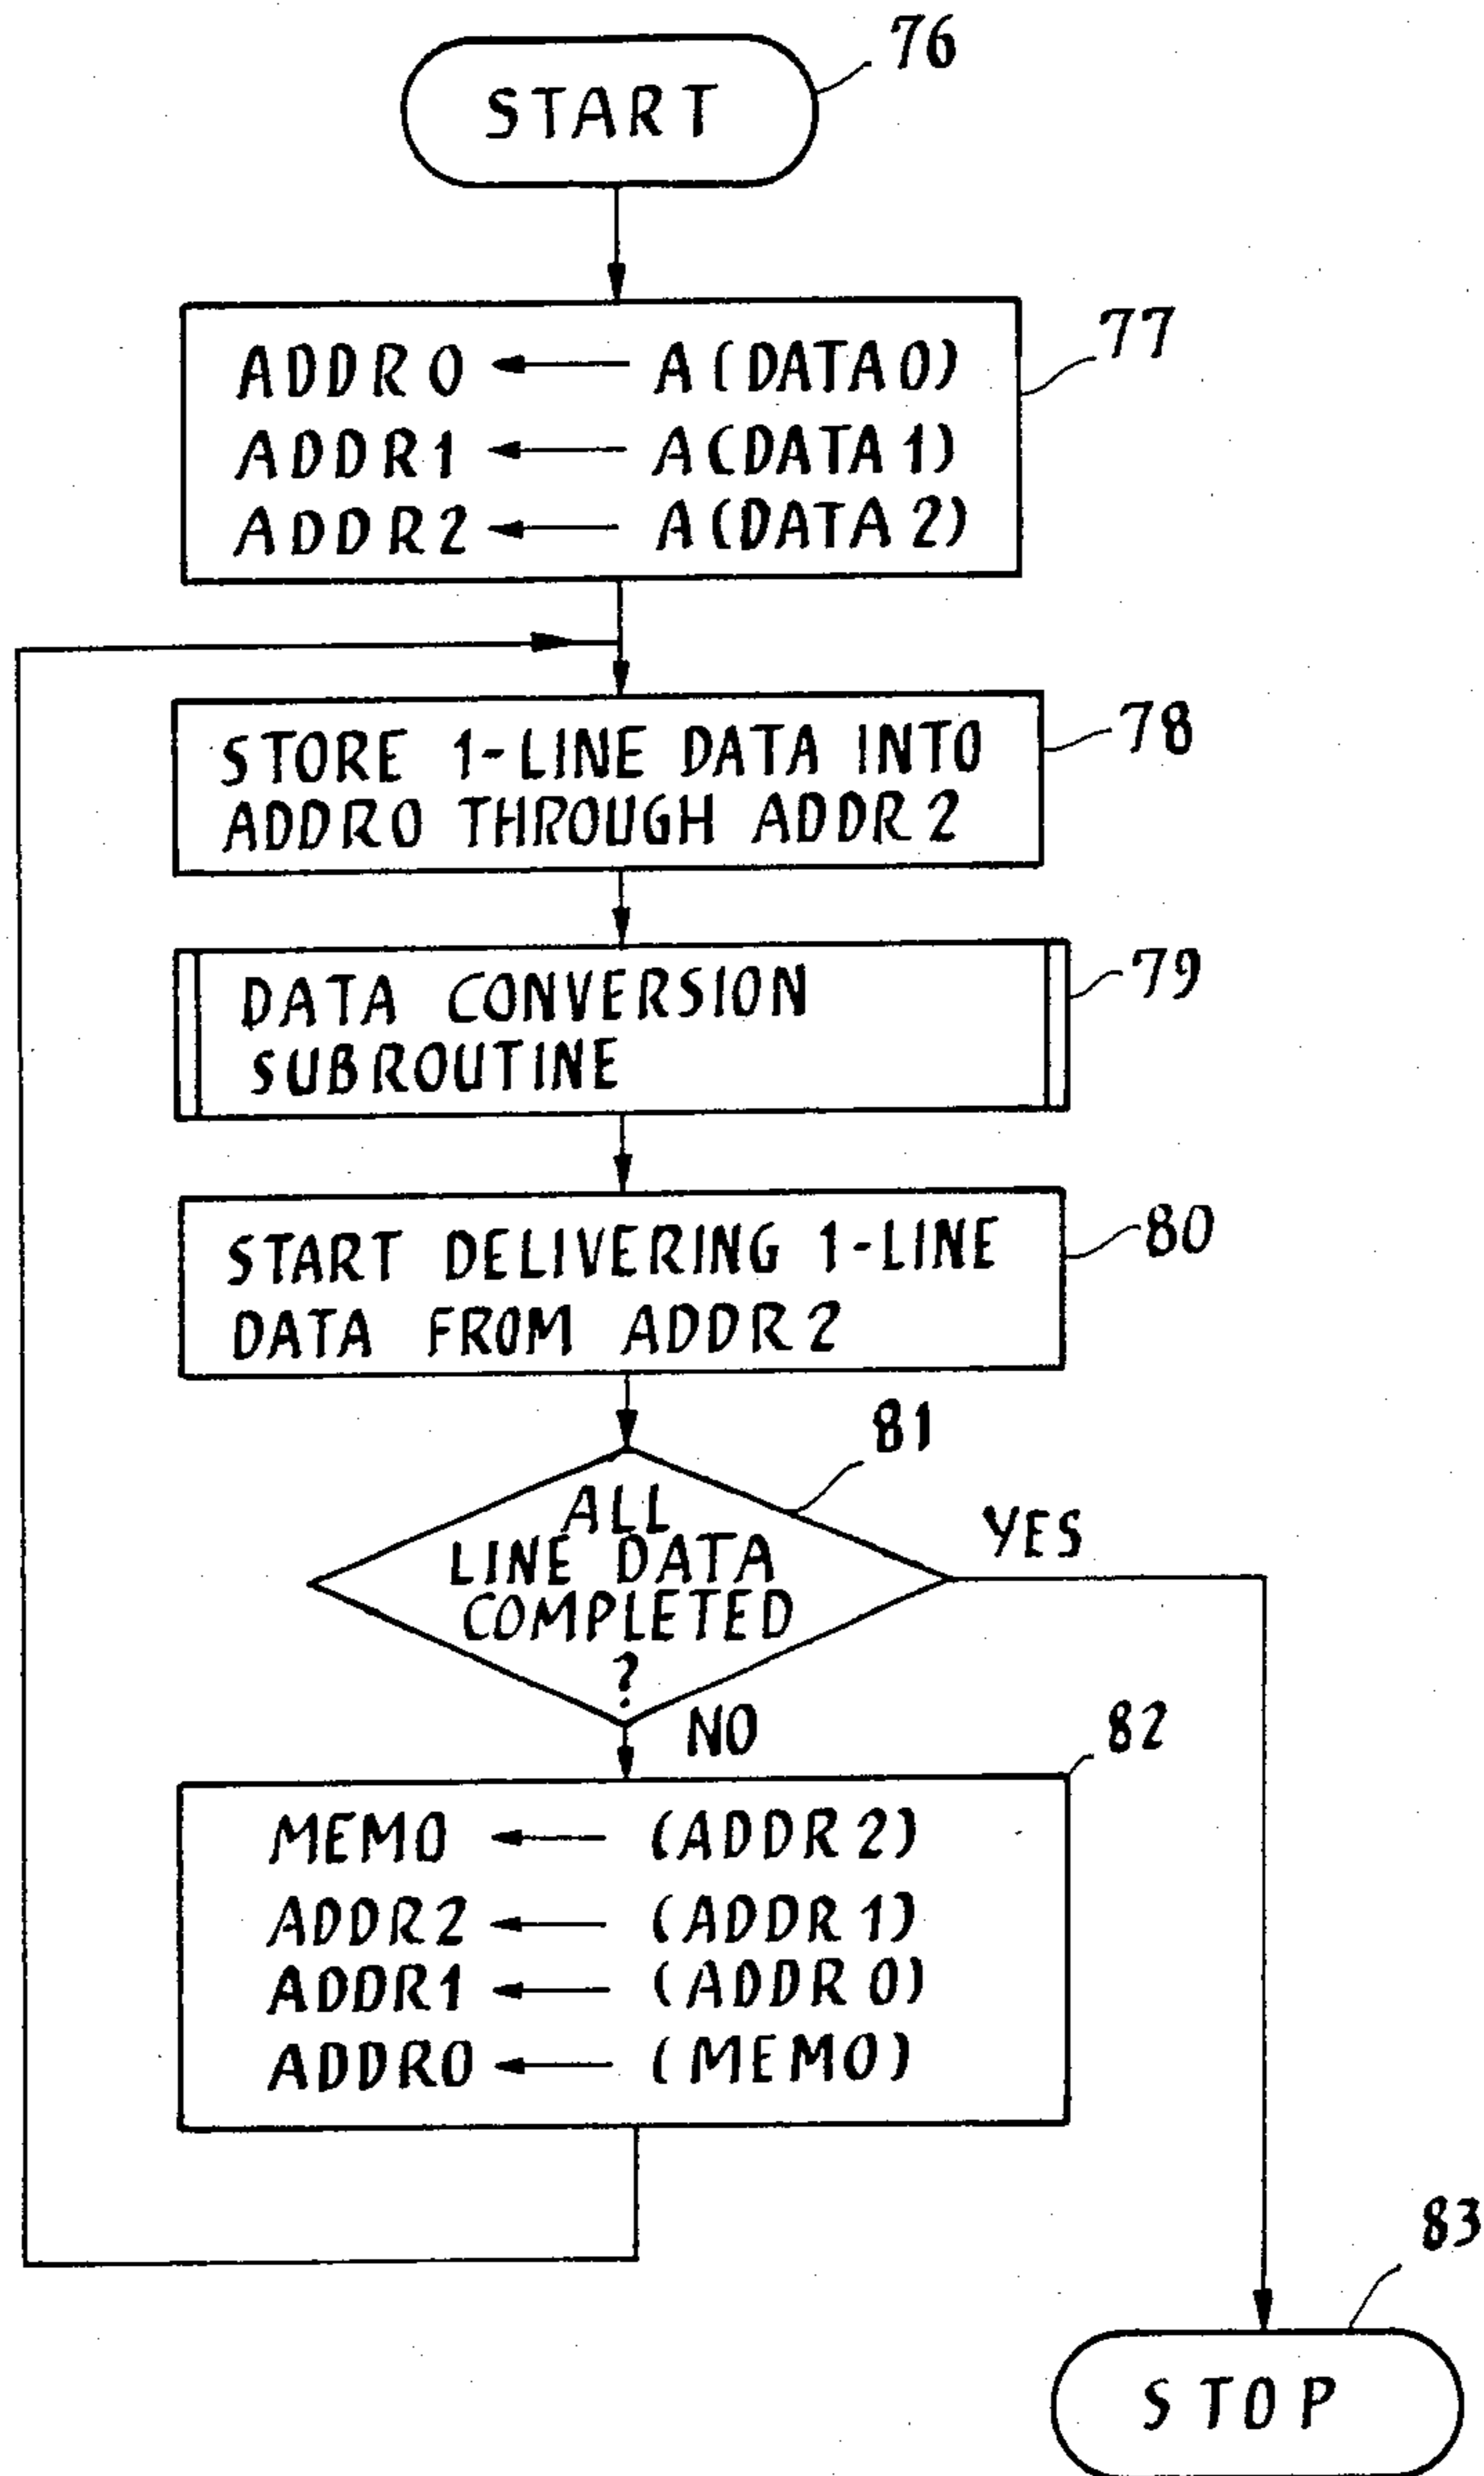 76
START
77
ADDR0 ← A(DATA0)
ADDR1 ← A(DATA1)
ADDR2 ← A(DATA2)
78
STORE 1-LINE DATA INTO
ADDR0 THROUGH ADDR2
79
DATA CONVERSION
SUBROUTINE
80
START DELIVERING 1-LINE
DATA FROM ADDR2
81
ALL
LINE DATA
COMPLETED
?
YES
NO
82
MEMO ← (ADDR2)
ADDR2 ← (ADDR1)
ADDR1 ← (ADDR0)
ADDR0 ← (MEMO)
83
STOP